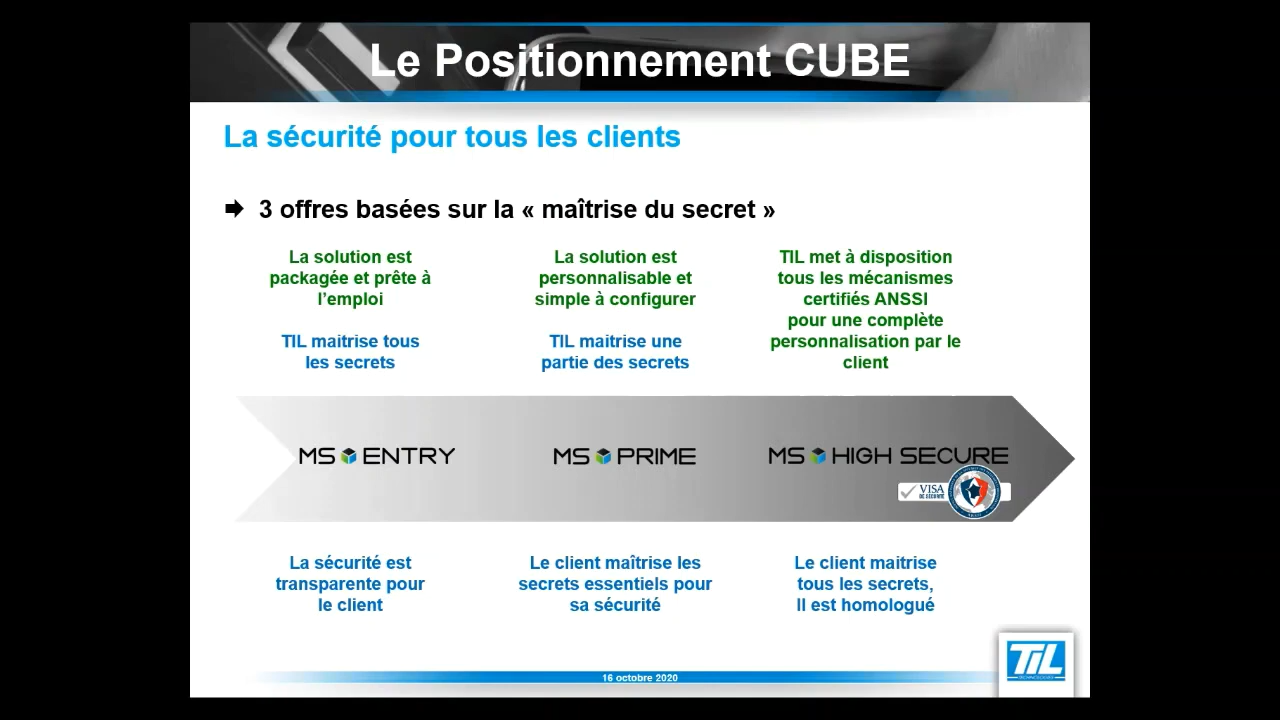 Le Positionnement CUBE
La sécurité pour tous les clients
3 offres basées sur la « maîtrise du secret »
La solution est
packagée et prête à
l'emploi
TIL maitrise tous
les secrets
La solution est
personnalisable et
simple à configurer
TIL maitrise une
partie des secrets
TIL met à disposition
tous les mécanismes
certifiés ANSSI
pour une complète
personnalisation par le
client
MS ENTRY
MS PRIME
MS HIGH SECURE
VISA
DE SÉCURITÉ
La sécurité est
transparente pour
le client
Le client maîtrise les
secrets essentiels pour
sa sécurité
Le client maitrise
tous les secrets,
Il est homologué
16 octobre 2020
TIL
TECHNOLOGIES